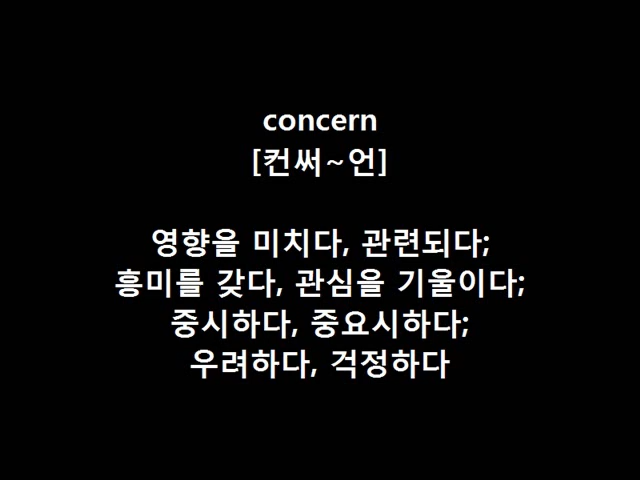 concern
[컨써~언]
영향을 미치다, 관련되다;
흥미를 갖다, 관심을 기울이다;
중시하다, 중요시하다;
우려하다, 걱정하다